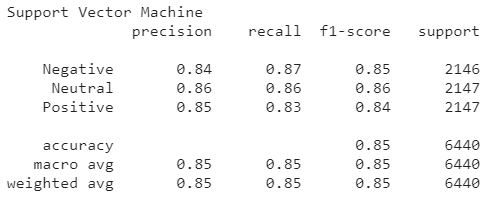 Support Vector Machine
precision recall f1-score support
Negative 0.84 0.87 0.85 2146
Neutral 0.86 0.86 0.86 2147
Positive 0.85 0.83 0.84 2147
accuracy 0.85 6440
macro avg 0.85 0.85 0.85 6440
weighted avg 0.85 0.85 0.85 6440